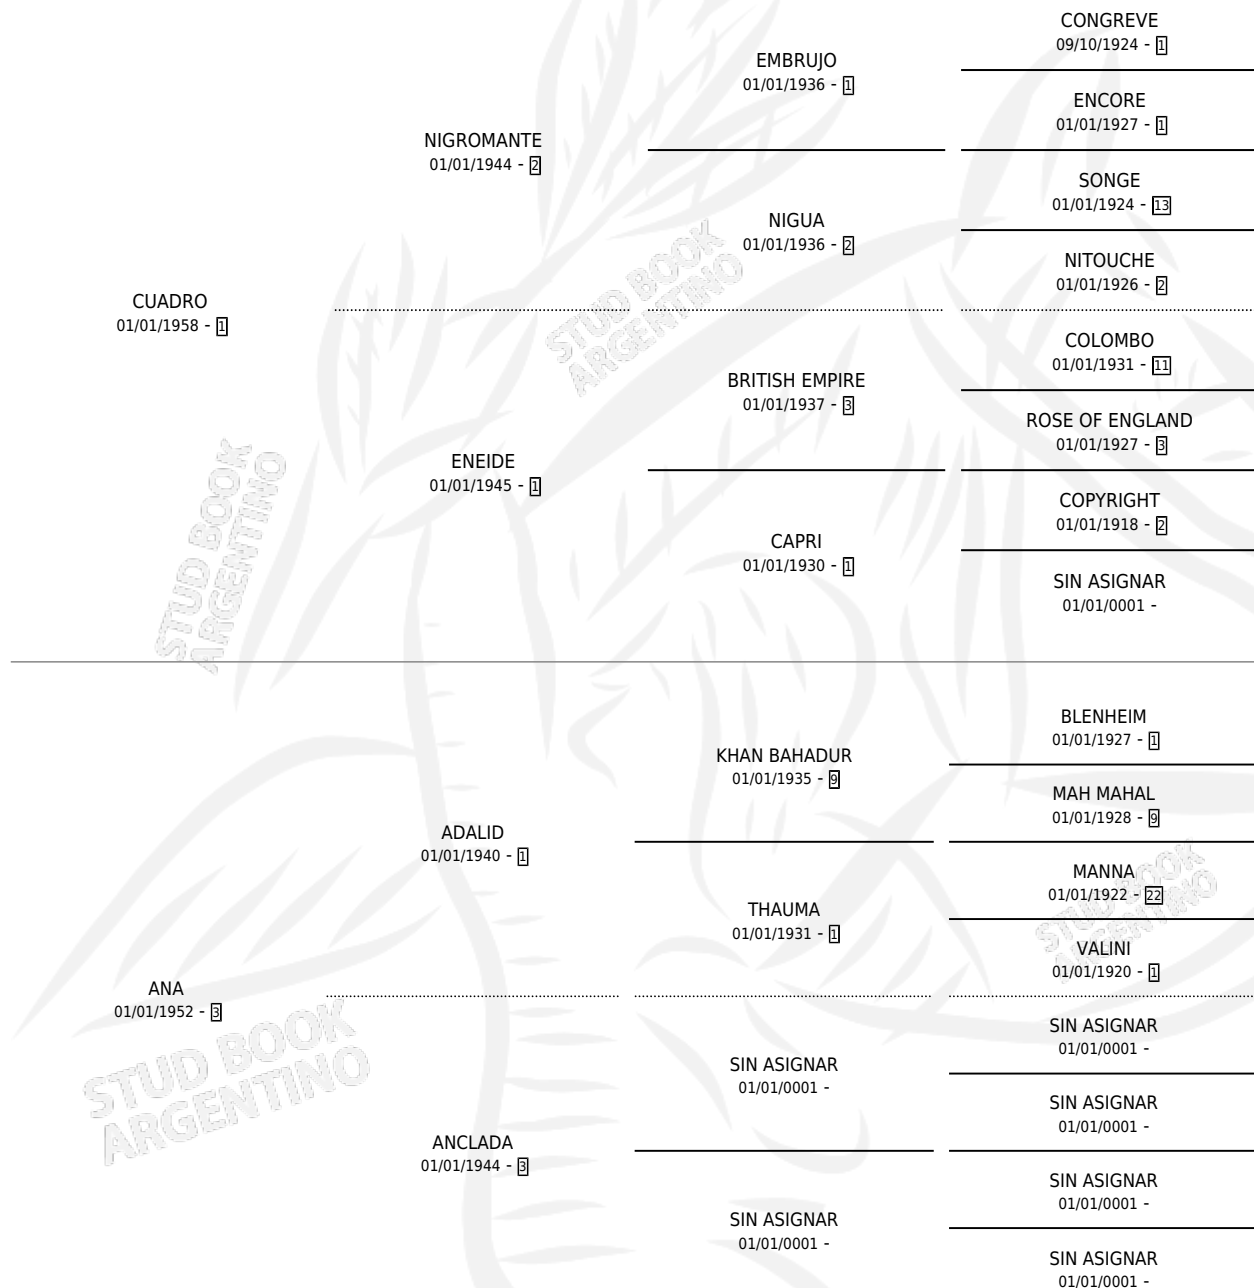 CONGREVE
09/10/1924 - 1
EMBRUJO
01/01/1936 - 1
ENCORE
01/01/1927 - 1
NIGROMANTE
01/01/1944 - 2
SONGE
01/01/1924 - 13
NIGUA
01/01/1936 - 2
NITOUCHE
01/01/1926 - 2
CUADRO
01/01/1958 - 1
COLOMBO
01/01/1931 - 11
BRITISH EMPIRE
01/01/1937 - 3
ROSE OF ENGLAND
01/01/1927 - 3
ENEIDE
01/01/1945 - 1
COPYRIGHT
01/01/1918 - 2
CAPRI
01/01/1930 - 1
SIN ASIGNAR
01/01/0001 -
BLENHEIM
01/01/1927 - 1
KHAN BAHADUR
01/01/1935 - 9
MAH MAHAL
01/01/1928 - 9
ADALID
01/01/1940 - 1
MANNA
01/01/1922 - 22
THAUMA
01/01/1931 - 1
VALINI
01/01/1920 - 1
ANA
01/01/1952 - 3
SIN ASIGNAR
01/01/0001 -
SIN ASIGNAR
01/01/0001 -
SIN ASIGNAR
01/01/0001 -
ANCLADA
01/01/1944 - 3
SIN ASIGNAR
01/01/0001 -
SIN ASIGNAR
01/01/0001 -
SIN ASIGNAR
01/01/0001 -
STUD BOOK
ARGENTINO
STUD BOOK
ARGENTINO
STUD BOOK
ARGENTINO
STUD BOOK
ARGENTINO